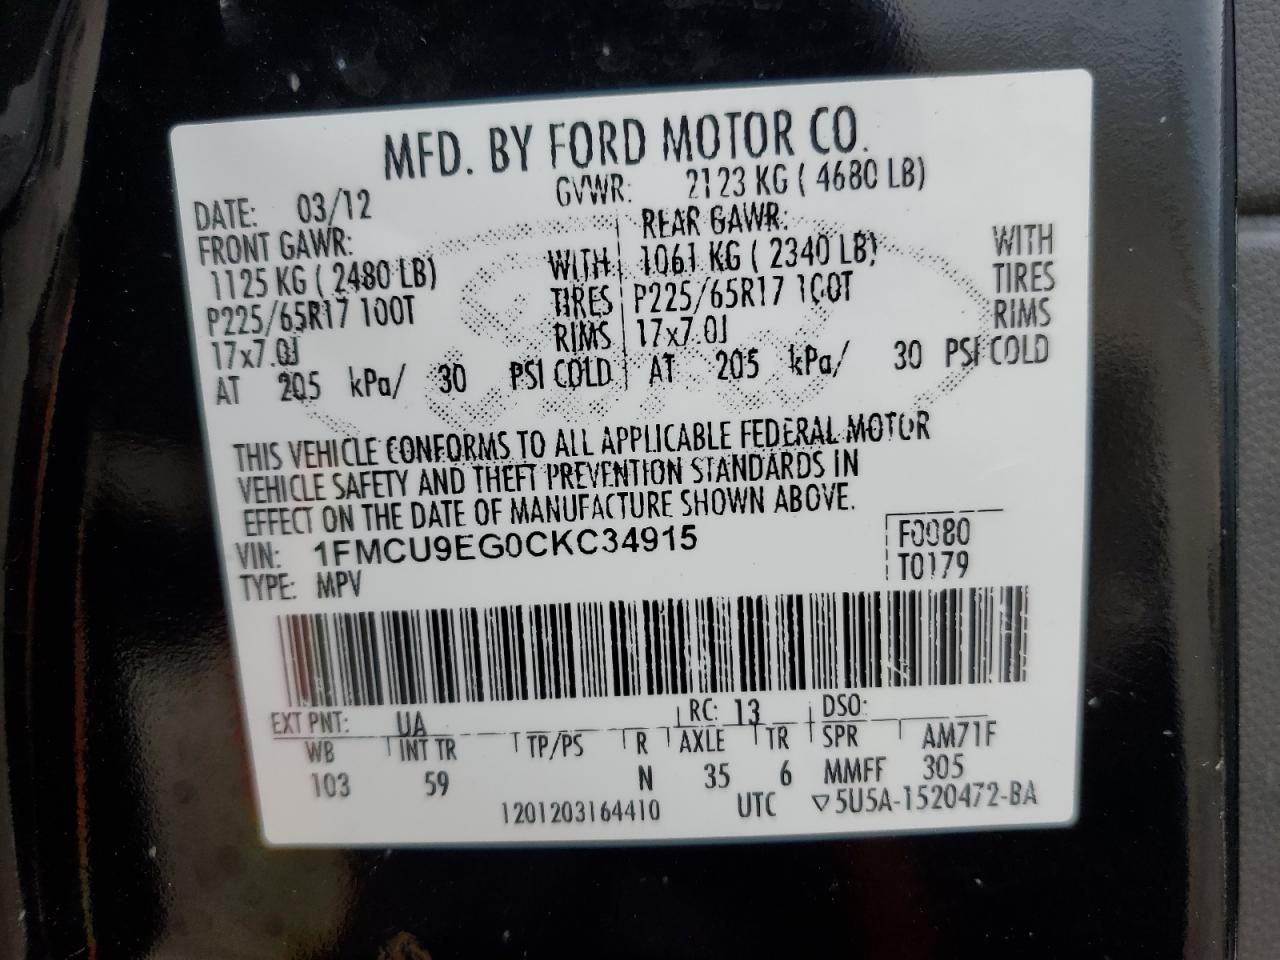 MFD. BY FORD MOTOR CO.
DATE: 03/12 GVWR: 2123 KG ( 4680 LB)
FRONT GAWR: REAR GAWR:
1125 KG ( 2480 LB) WITH 1061 KG ( 2340 LB) WITH
P225/65R17 100T TIRES P225/65R17 100T TIRES
17x7.0J RIMS 17x7.0J RIMS
AT 205 kPa/ 30 PSI COLD AT 205 kPa/ 30 PSI COLD
THIS VEHICLE CONFORMS TO ALL APPLICABLE FEDERAL MOTOR
VEHICLE SAFETY AND THEFT PREVENTION STANDARDS IN
EFFECT ON THE DATE OF MANUFACTURE SHOWN ABOVE.
VIN: 1FMCU9EG0CKC34915 F0080
TYPE: MPV T0179
EXT PNT: UA RC: 13 DSO:
WB INT TR TP/PS R AXLE TR SPR AM71F
103 59 N 35 6 MMFF 305
1201203164410 UTC ▽5U5A-1520472-BA